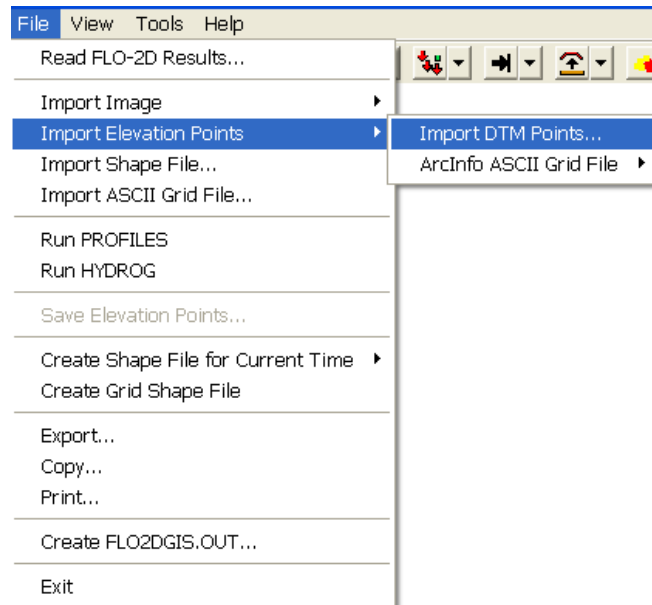 File View Tools Help
Read FLO-2D Results...
Import Image
Import Elevation Points
Import DTM Points...
Import Shape File...
ArcInfo ASCII Grid File
Import ASCII Grid File...
Run PROFILES
Run HYDROG
Save Elevation Points...
Create Shape File for Current Time
Create Grid Shape File
Export...
Copy...
Print...
Create FLO2DGIS.OUT...
Exit